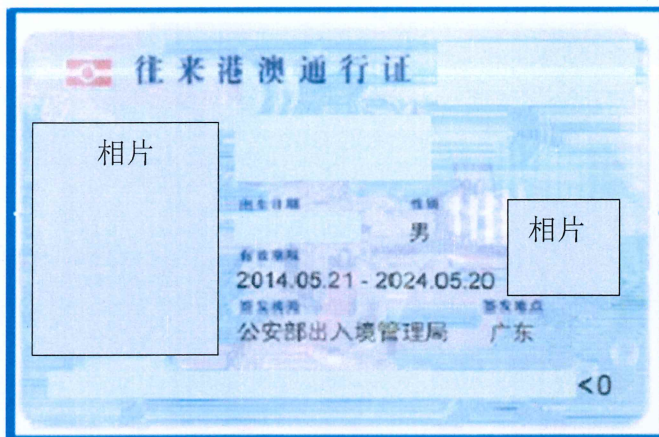 往来港澳通行证
相片
出生日期 性别
男
相片
有效期限
2014.05.21 - 2024.05.20
签发机关 签发地点
公安部出入境管理局 广东
<0